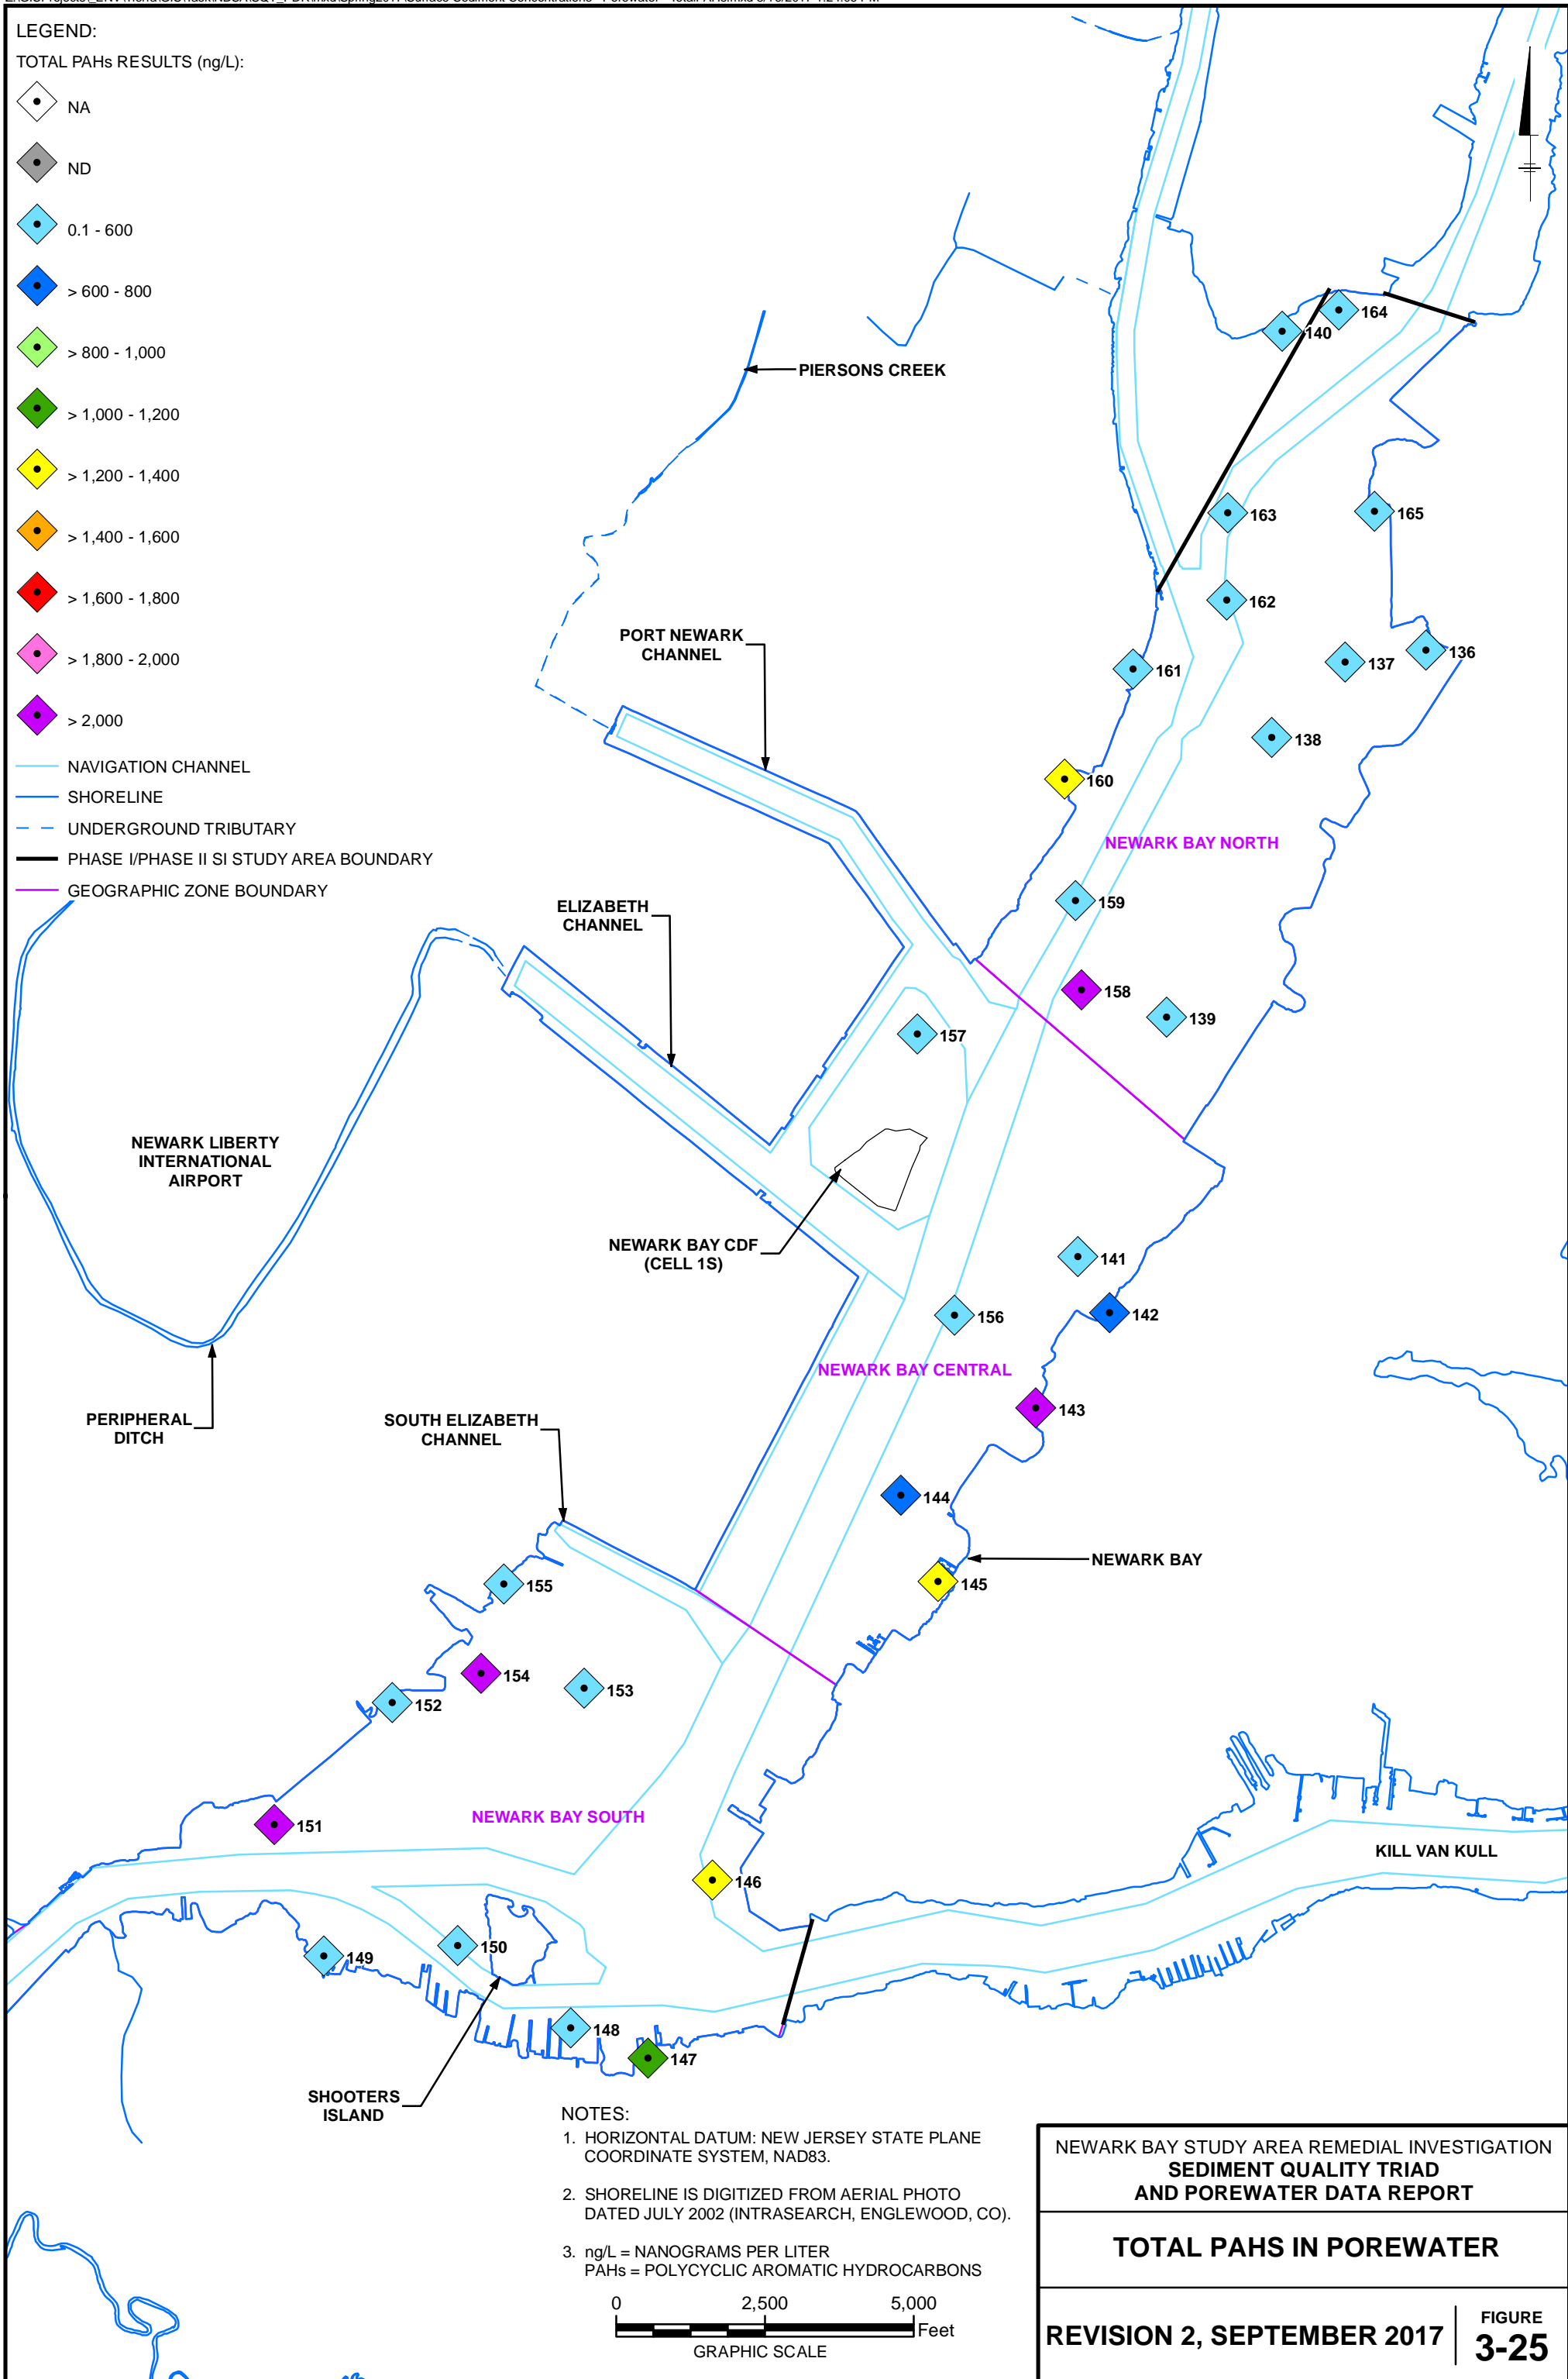 LEGEND:
TOTAL PAHs RESULTS (ng/L):
NA
ND
0.1 - 600
> 600 - 800
> 800 - 1,000
> 1,000 - 1,200
> 1,200 - 1,400
> 1,400 - 1,600
> 1,600 - 1,800
> 1,800 - 2,000
> 2,000
NAVIGATION CHANNEL
SHORELINE
UNDERGROUND TRIBUTARY
PHASE I/PHASE II SI STUDY AREA BOUNDARY
GEOGRAPHIC ZONE BOUNDARY
164
140
PIERSONS CREEK
163
165
162
PORT NEWARK
CHANNEL
136
137
161
138
160
NEWARK BAY NORTH
159
ELIZABETH
CHANNEL
158
139
157
NEWARK LIBERTY
INTERNATIONAL
AIRPORT
NEWARK BAY CDF
(CELL 1S)
141
142
156
NEWARK BAY CENTRAL
143
PERIPHERAL
DITCH
SOUTH ELIZABETH
CHANNEL
144
NEWARK BAY
145
155
154
153
152
NEWARK BAY SOUTH
151
KILL VAN KULL
146
150
149
148
147
SHOOTERS
ISLAND
NOTES:
1. HORIZONTAL DATUM: NEW JERSEY STATE PLANE
COORDINATE SYSTEM, NAD83.
2. SHORELINE IS DIGITIZED FROM AERIAL PHOTO
DATED JULY 2002 (INTRASEARCH, ENGLEWOOD, CO).
3. ng/L = NANOGRAMS PER LITER
PAHs = POLYCYCLIC AROMATIC HYDROCARBONS
0 2,500 5,000
Feet
GRAPHIC SCALE
NEWARK BAY STUDY AREA REMEDIAL INVESTIGATION
SEDIMENT QUALITY TRIAD
AND POREWATER DATA REPORT
TOTAL PAHS IN POREWATER
REVISION 2, SEPTEMBER 2017
FIGURE
3-25